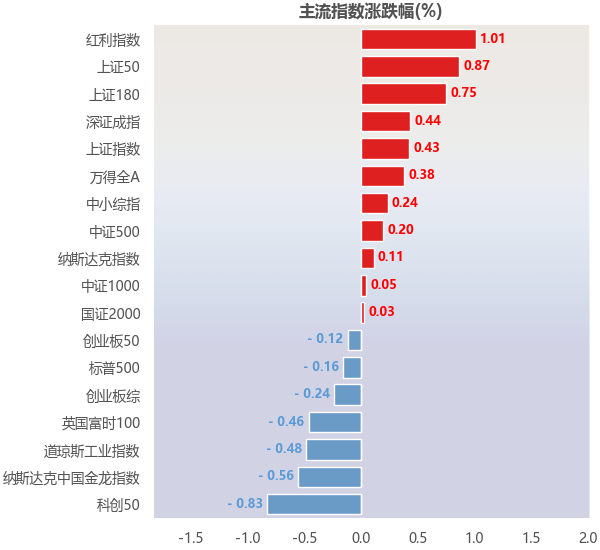 主流指数涨跌幅(%)
红利指数 1.01
上证50 0.87
上证180 0.75
深证成指 0.44
上证指数 0.43
万得全A 0.38
中小综指 0.24
中证500 0.20
纳斯达克指数 0.11
中证1000 0.05
国证2000 0.03
创业板50 - 0.12
标普500 - 0.16
创业板综 - 0.24
英国富时100 - 0.46
道琼斯工业指数 - 0.48
纳斯达克中国金龙指数 - 0.56
科创50 - 0.83
-1.5 -1.0 -0.5 0.0 0.5 1.0 1.5 2.0